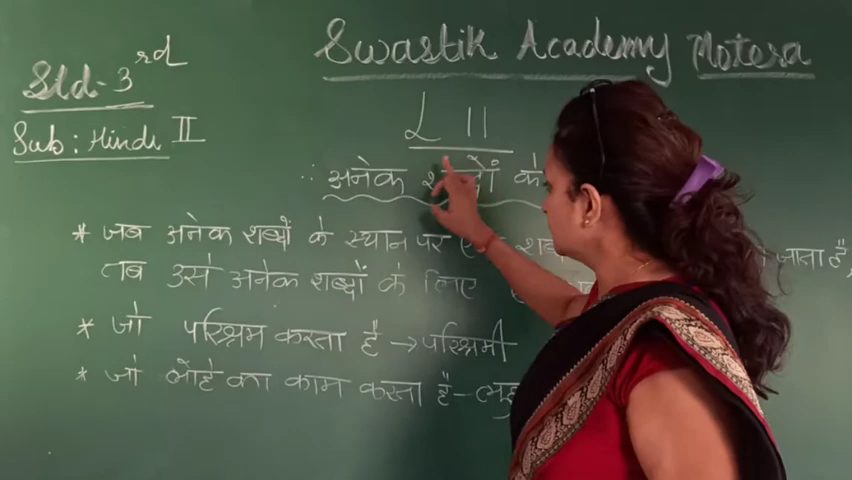 Swastik Academy Motera
Std-3rd
Sub: Hindi II
L 11
∴ अनेक शब्दों के
* जब अनेक शब्दों के स्थान पर जाता है,
तब उसे अनेक शब्दों के लिए
* जो परिश्रम करता है → परिश्रमी
* जो लोहे का काम करता है -